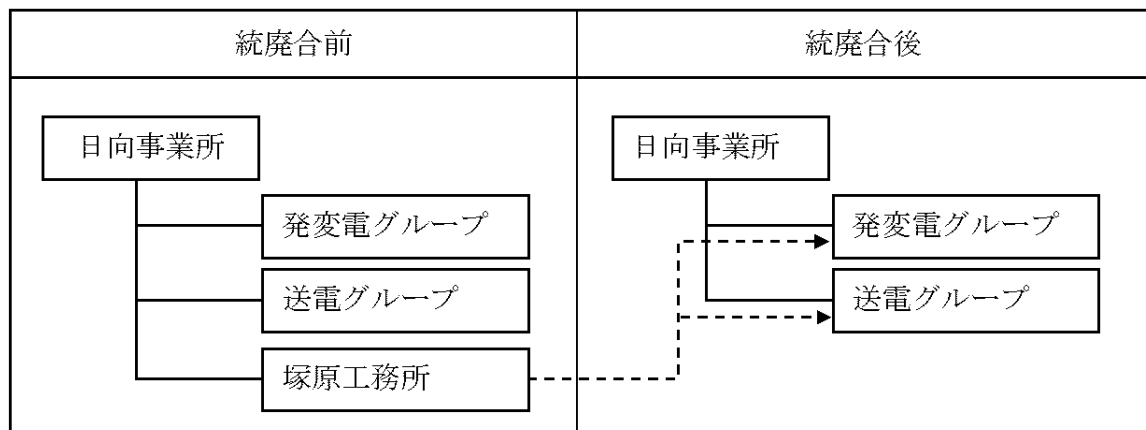 統廃合前
統廃合後
日向事業所
発変電グループ
送電グループ
塚原工務所
日向事業所
発変電グループ
送電グループ